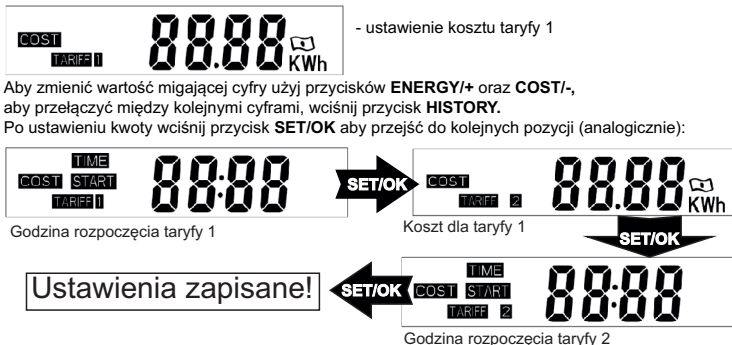 COST
TARIFF 1
88.88
KWh
- ustawienie kosztu taryfy 1
Aby zmienić wartość migającej cyfry użyj przycisków ENERGY/+ oraz COST/-,
aby przełączyć między kolejnymi cyframi, wciśnij przycisk HISTORY.
Po ustawieniu kwoty wciśnij przycisk SET/OK aby przejść do kolejnych pozycji (analogicznie):
TIME
COST START
TARIFF 1
88:88
Godzina rozpoczęcia taryfy 1
SET/OK
COST
TARIFF 2
88.88
KWh
Koszt dla taryfy 1
SET/OK
TIME
COST START
TARIFF 2
88:88
Godzina rozpoczęcia taryfy 2
SET/OK
Ustawienia zapisane!